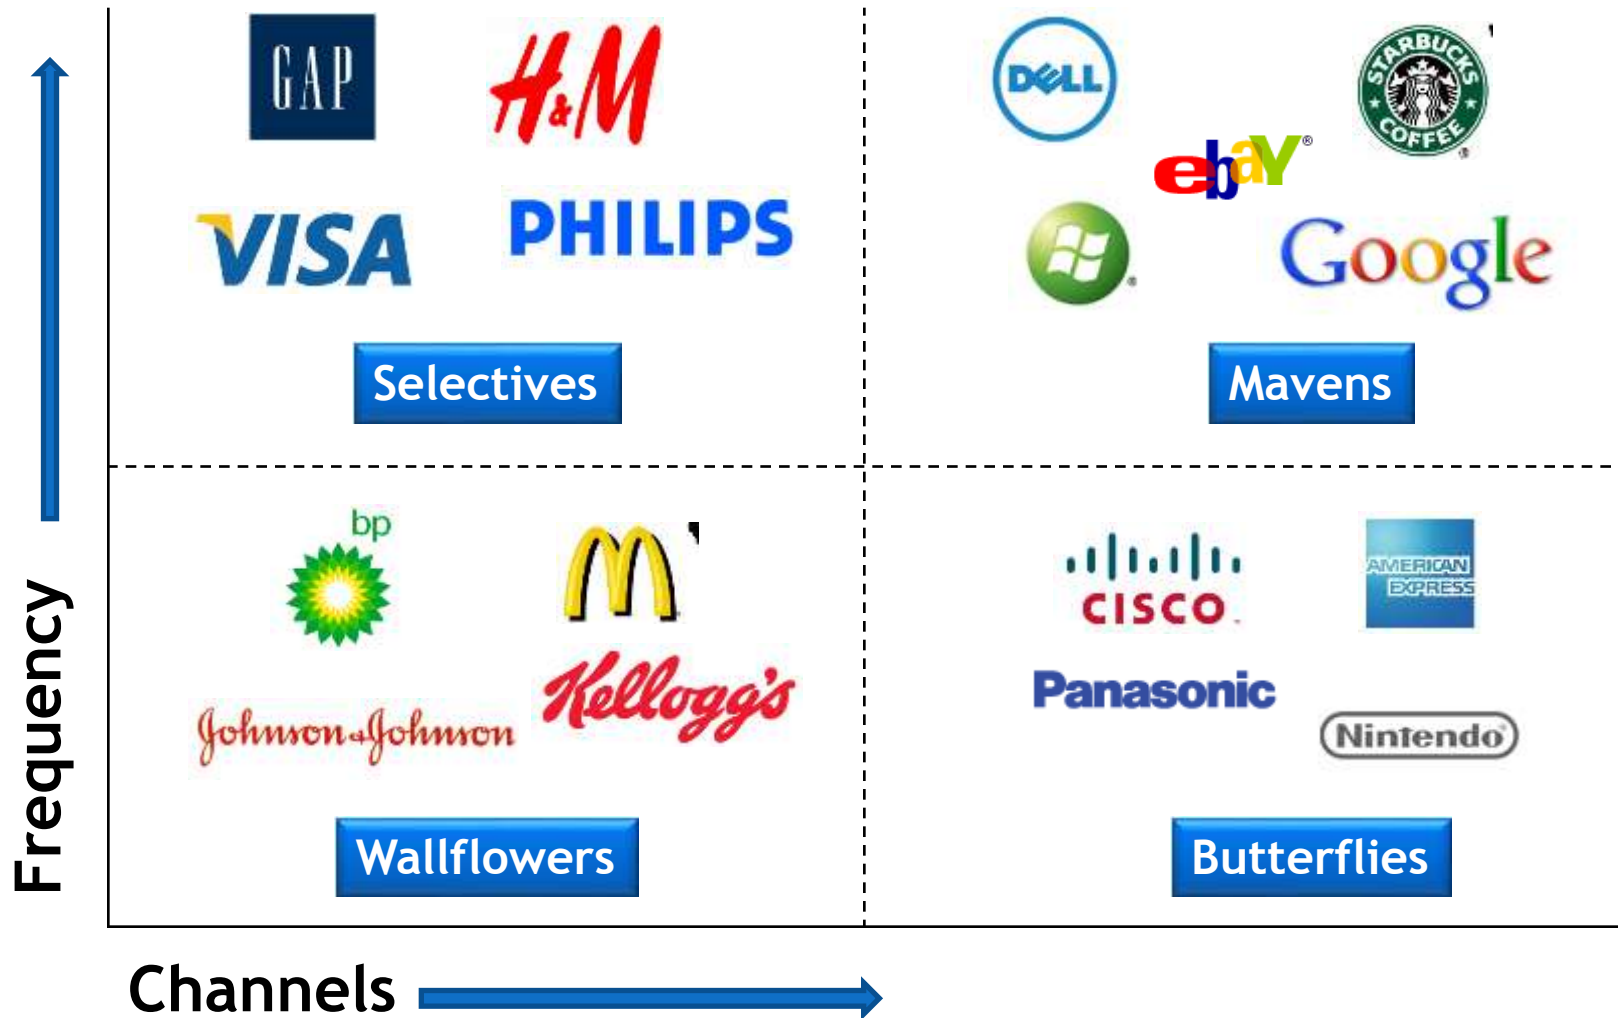 GAP
H&M
VISA
PHILIPS
Selectives
DELL
STARBUCKS
COFFEE
ebay®
Google
Mavens
bp
M
Johnson & Johnson
Kellogg's
Wallflowers
CISCO
AMERICAN
EXPRESS
Panasonic
Nintendo
Butterflies
Frequency
Channels